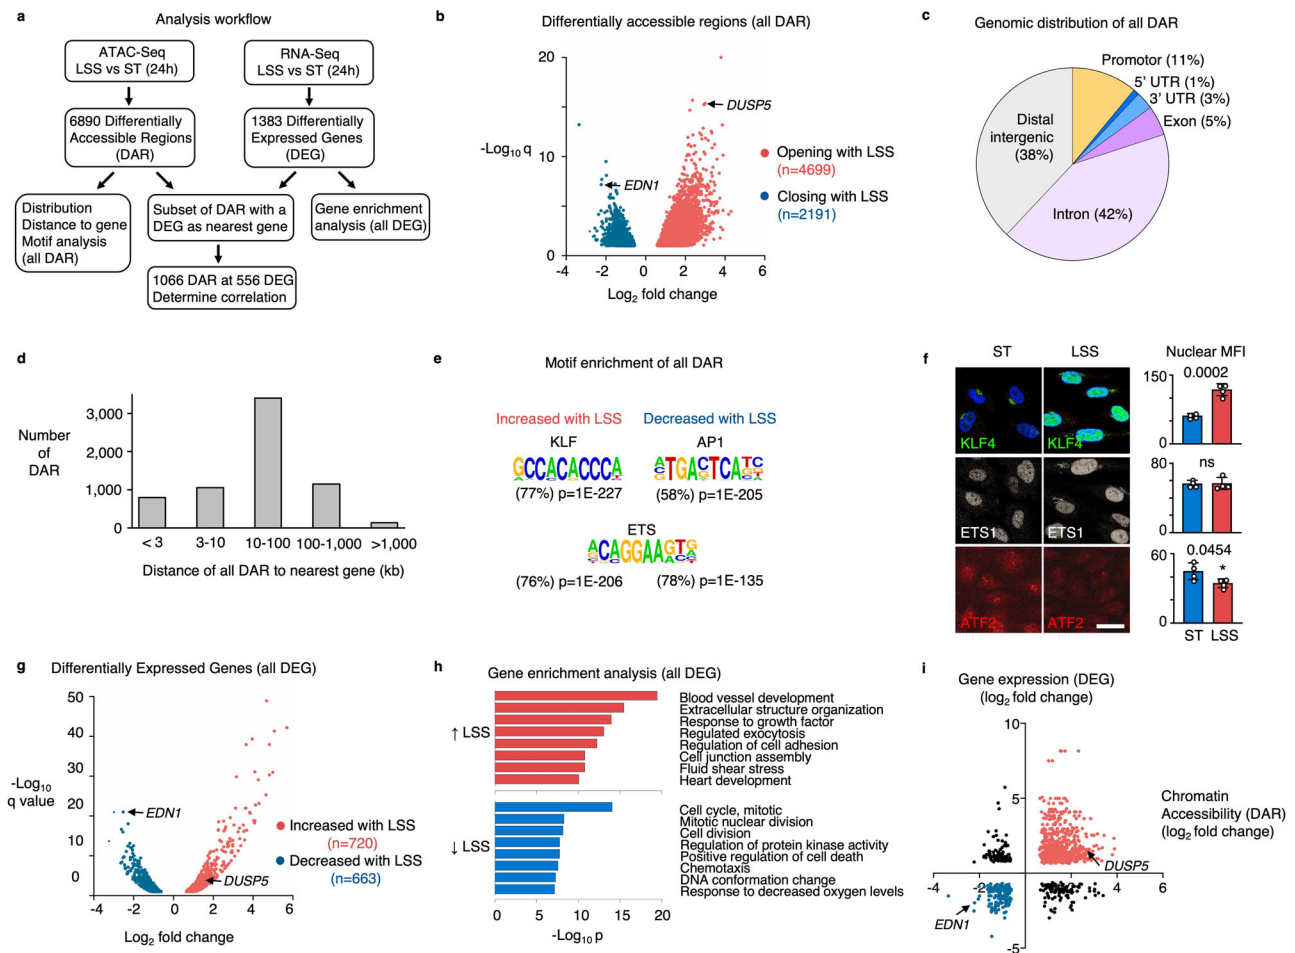 a
Analysis workflow
ATAC-Seq
LSS vs ST (24h)
RNA-Seq
LSS vs ST (24h)
6890 Differentially
Accessible Regions
(DAR)
1383 Differentially
Expressed Genes
(DEG)
Distribution
Distance to gene
Motif analysis
(all DAR)
Subset of DAR with a
DEG as nearest gene
Gene enrichment
analysis (all DEG)
1066 DAR at 556 DEG
Determine correlation
b
Differentially accessible regions (all DAR)
20
10
0
-Log10 q
DUSP5
EDN1
Opening with LSS
(n=4699)
Closing with LSS
(n=2191)
-4 -2 0 2 4 6
Log2 fold change
c
Genomic distribution of all DAR
Promotor (11%)
5' UTR (1%)
3' UTR (3%)
Exon (5%)
Distal
intergenic
(38%)
Intron (42%)
d
Number
of
DAR
3,000
2,000
1,000
0
<3 3-10 10-100 100-1,000 >1,000
Distance of all DAR to nearest gene (kb)
e
Motif enrichment of all DAR
Increased with LSS
Decreased with LSS
KLF
AP1
GCCACACCCA
(77%) p=1E-227
(58%) p=1E-205
ETS
(76%) p=1E-206
(78%) p=1E-135
f
ST
LSS
Nuclear MFI
KLF4
KLF4
150
0
0.0002
ETS1
ETS1
80
0
ns
ATF2
ATF2
60
0
0.0454
*
ST LSS
g
Differentially Expressed Genes (all DEG)
50
40
30
20
10
0
-Log10
q value
EDN1
DUSP5
Increased with LSS
(n=720)
Decreased with LSS
(n=663)
-4 -2 0 2 4 6
Log2 fold change
h
Gene enrichment analysis (all DEG)
↑ LSS
Blood vessel development
Extracellular structure organization
Response to growth factor
Regulated exocytosis
Regulation of cell adhesion
Cell junction assembly
Fluid shear stress
Heart development
↓ LSS
Cell cycle, mitotic
Mitotic nuclear division
Cell division
Regulation of protein kinase activity
Positive regulation of cell death
Chemotaxis
DNA conformation change
Response to decreased oxygen levels
0 5 10 15 20
-Log10 p
i
Gene expression (DEG)
(log2 fold change)
10
5
-5
Chromatin
Accessibility (DAR)
(log2 fold change)
DUSP5
EDN1
-4 -2 2 4 6